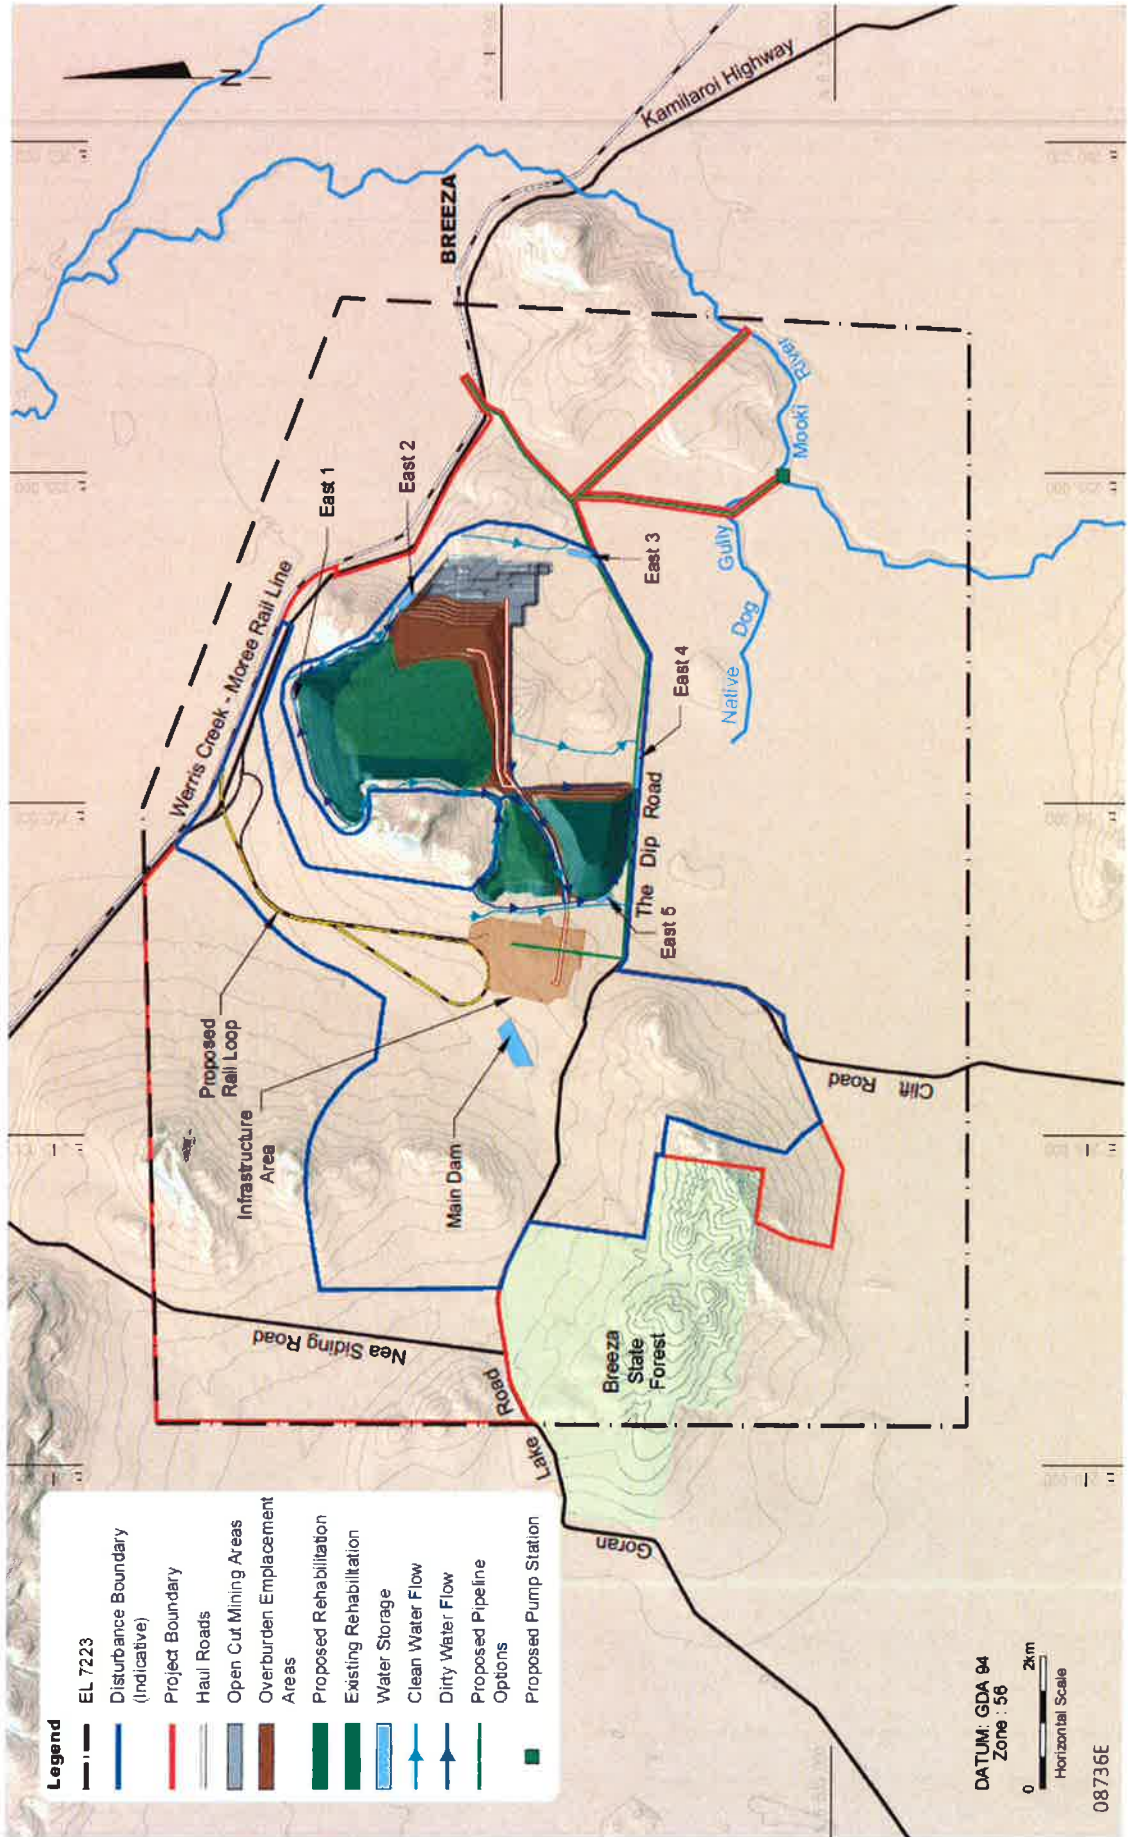 Legend
EL 7223
Disturbance Boundary
(Indicative)
Project Boundary
Haul Roads
Open Cut Mining Areas
Overburden Emplacement
Areas
Proposed Rehabilitation
Existing Rehabilitation
Water Storage
Clean Water Flow
Dirty Water Flow
Proposed Pipeline
Options
Proposed Pump Station
Nea Siding Road
Goran
Lake
Road
Breeza
State
Forest
Infrastructure
Area
Main Dam
Proposed
Rail Loop
Werris Creek - Moree Rail Line
East 1
East 2
East 3
East 4
East 5
The Dip Road
Clift
Road
Native
Dog
Gully
Mooki
River
BREEZA
Kamilaroi Highway
N
DATUM: GDA 94
Zone : 56
0
2km
Horizontal Scale
08736E